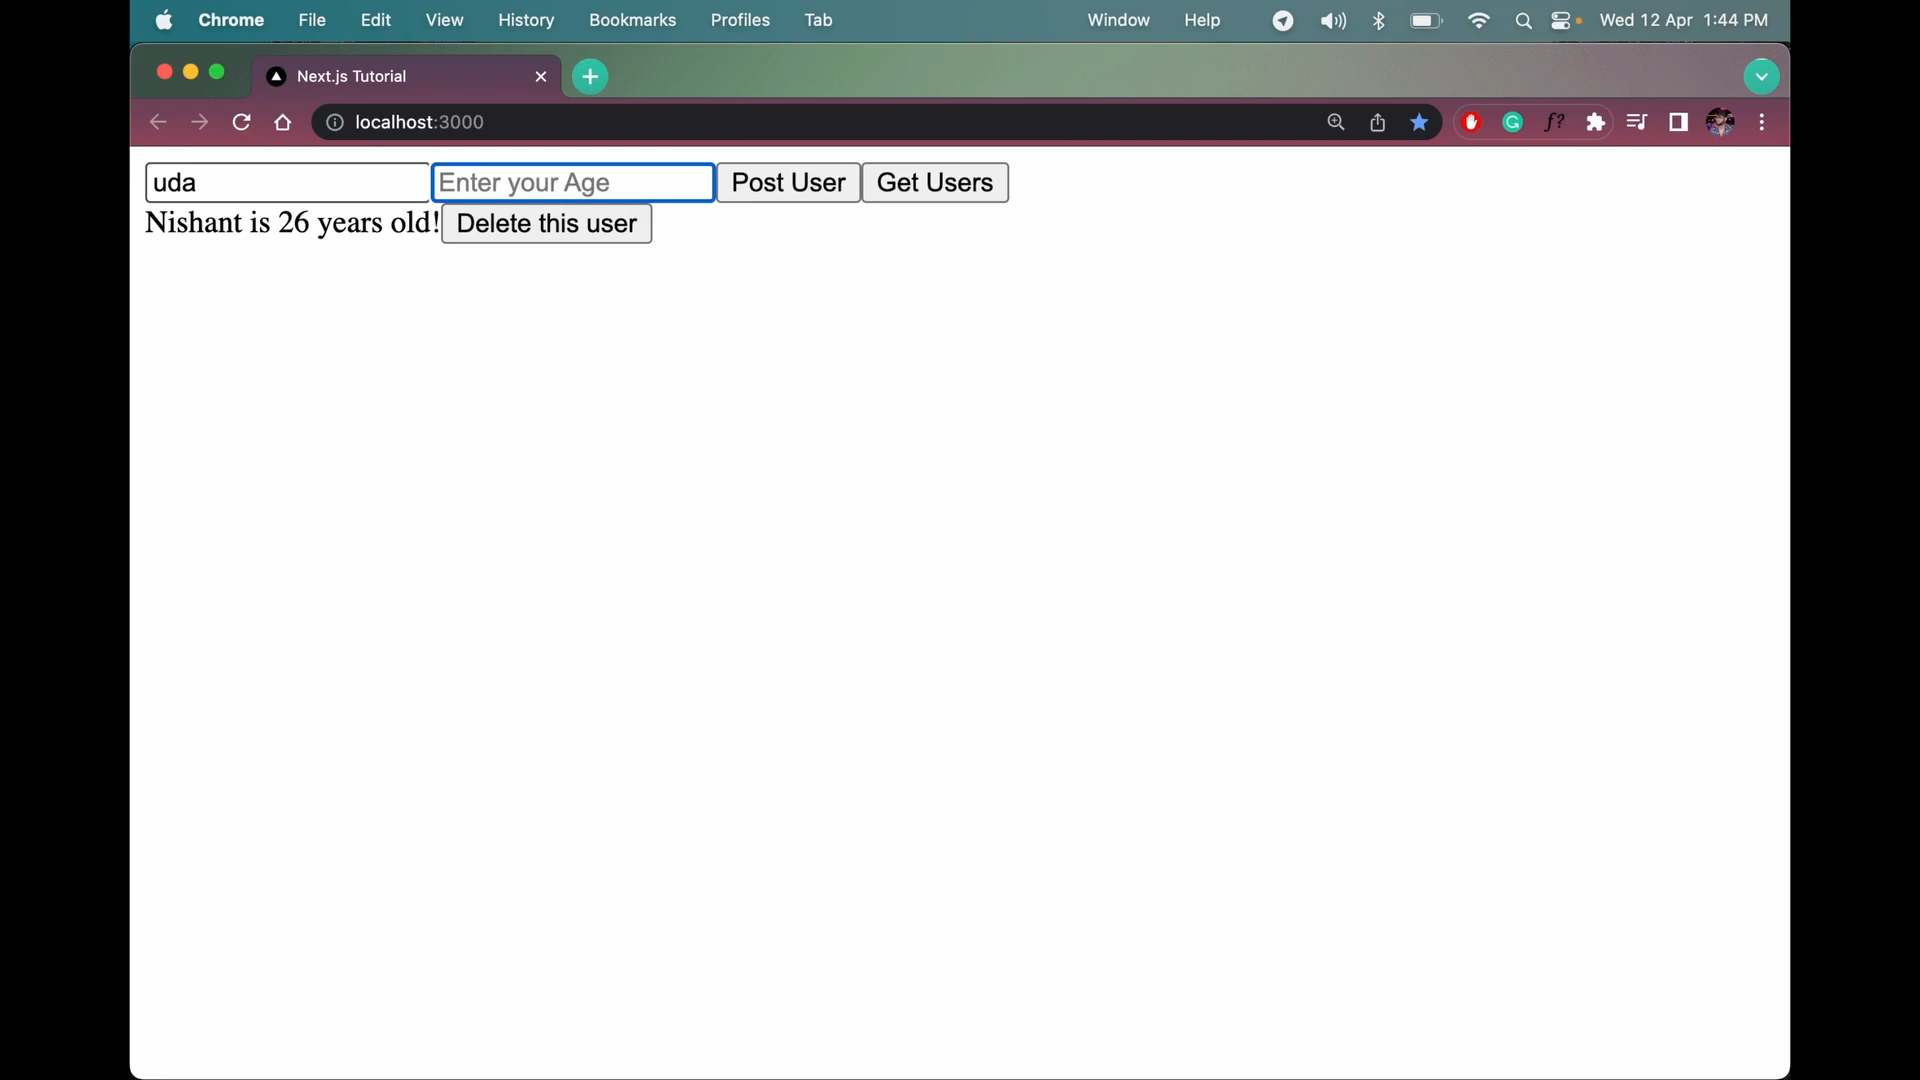 Chrome File Edit View History Bookmarks Profiles Tab Window Help Wed 12 Apr 1:44 PM
Next.js Tutorial
localhost:3000
uda Enter your Age Post User Get Users
Nishant is 26 years old! Delete this user